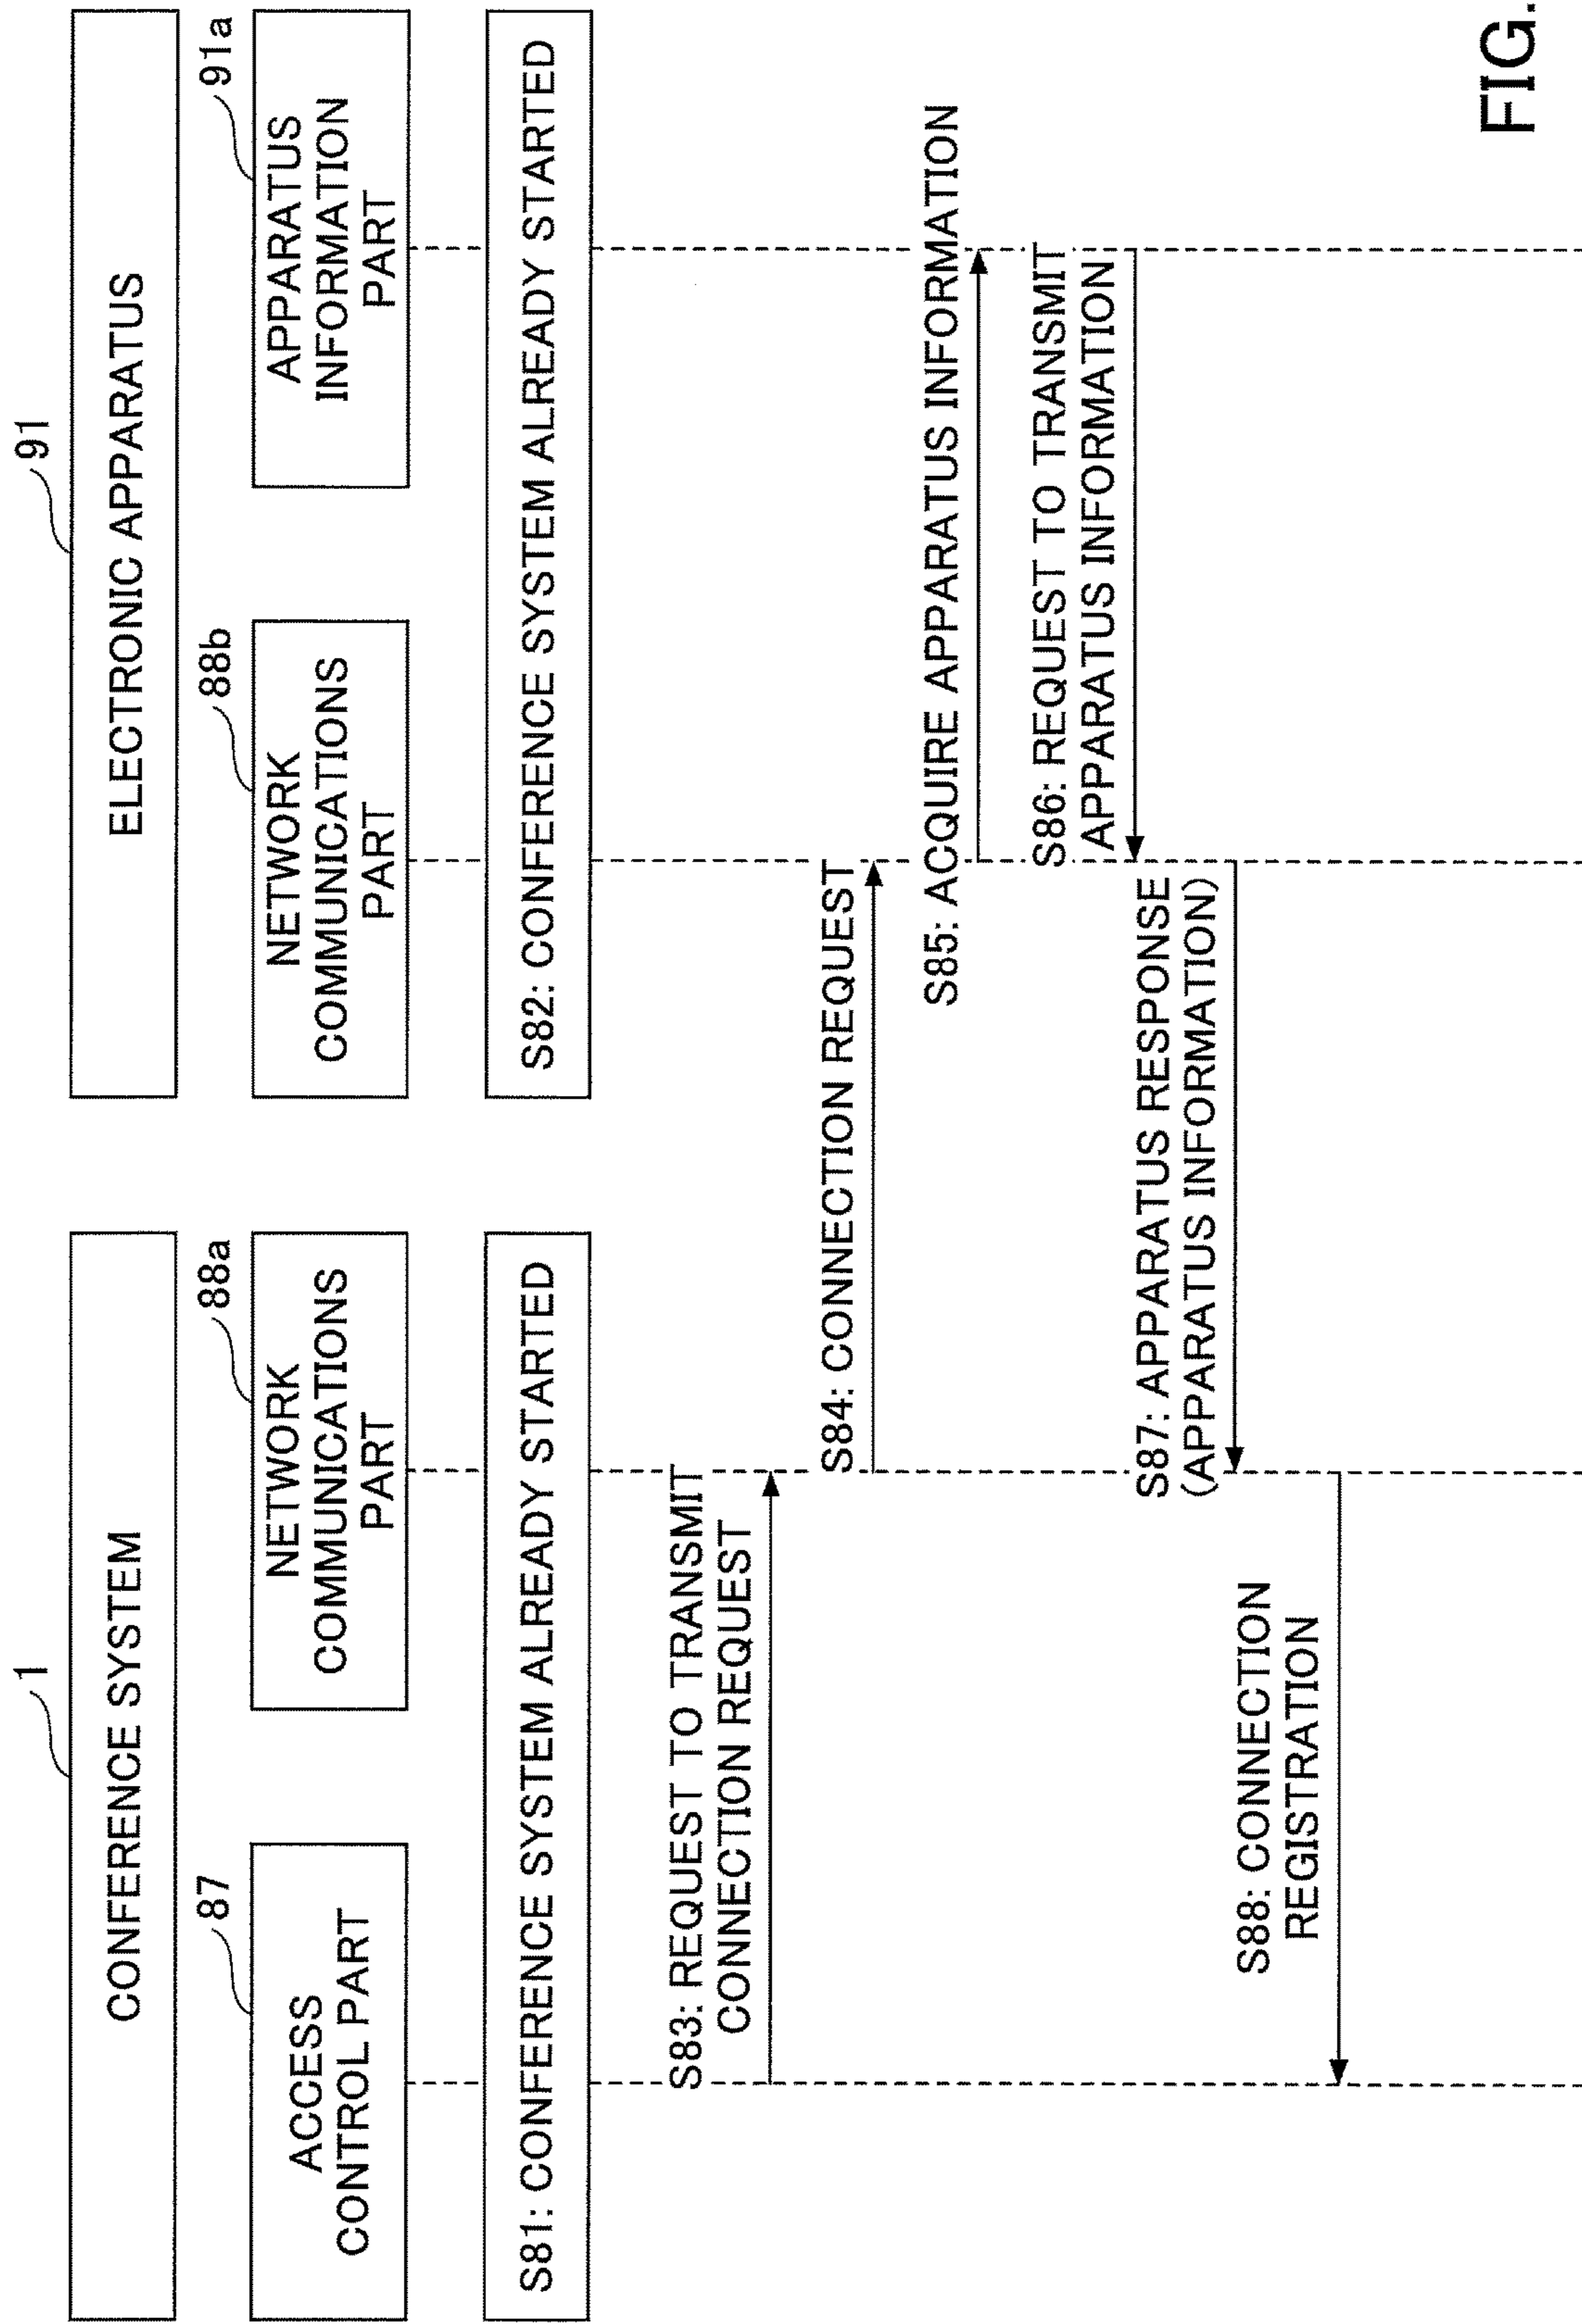 1
CONFERENCE SYSTEM
91
ELECTRONIC APPARATUS
87
ACCESS
CONTROL PART
88a
NETWORK
COMMUNICATIONS
PART
88b
NETWORK
COMMUNICATIONS
PART
91a
APPARATUS
INFORMATION
PART
S81: CONFERENCE SYSTEM ALREADY STARTED
S82: CONFERENCE SYSTEM ALREADY STARTED
S83: REQUEST TO TRANSMIT
CONNECTION REQUEST
S84: CONNECTION REQUEST
S85: ACQUIRE APPARATUS INFORMATION
S86: REQUEST TO TRANSMIT
APPARATUS INFORMATION
S87: APPARATUS RESPONSE
(APPARATUS INFORMATION)
S88: CONNECTION
REGISTRATION
FIG.